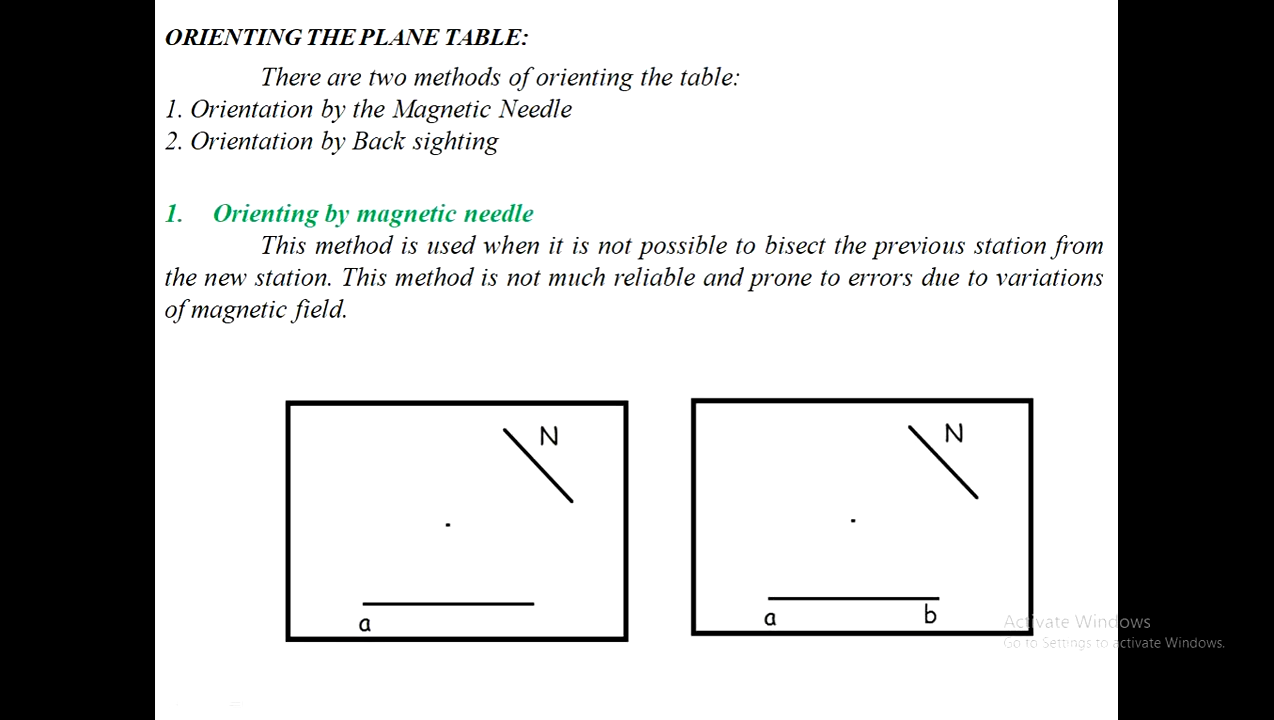 ORIENTING THE PLANE TABLE:
There are two methods of orienting the table:
1. Orientation by the Magnetic Needle
2. Orientation by Back sighting
1. Orienting by magnetic needle
This method is used when it is not possible to bisect the previous station from
the new station. This method is not much reliable and prone to errors due to variations
of magnetic field.
N
N
a
a
b
Activate Windows
Go to Settings to activate Windows.